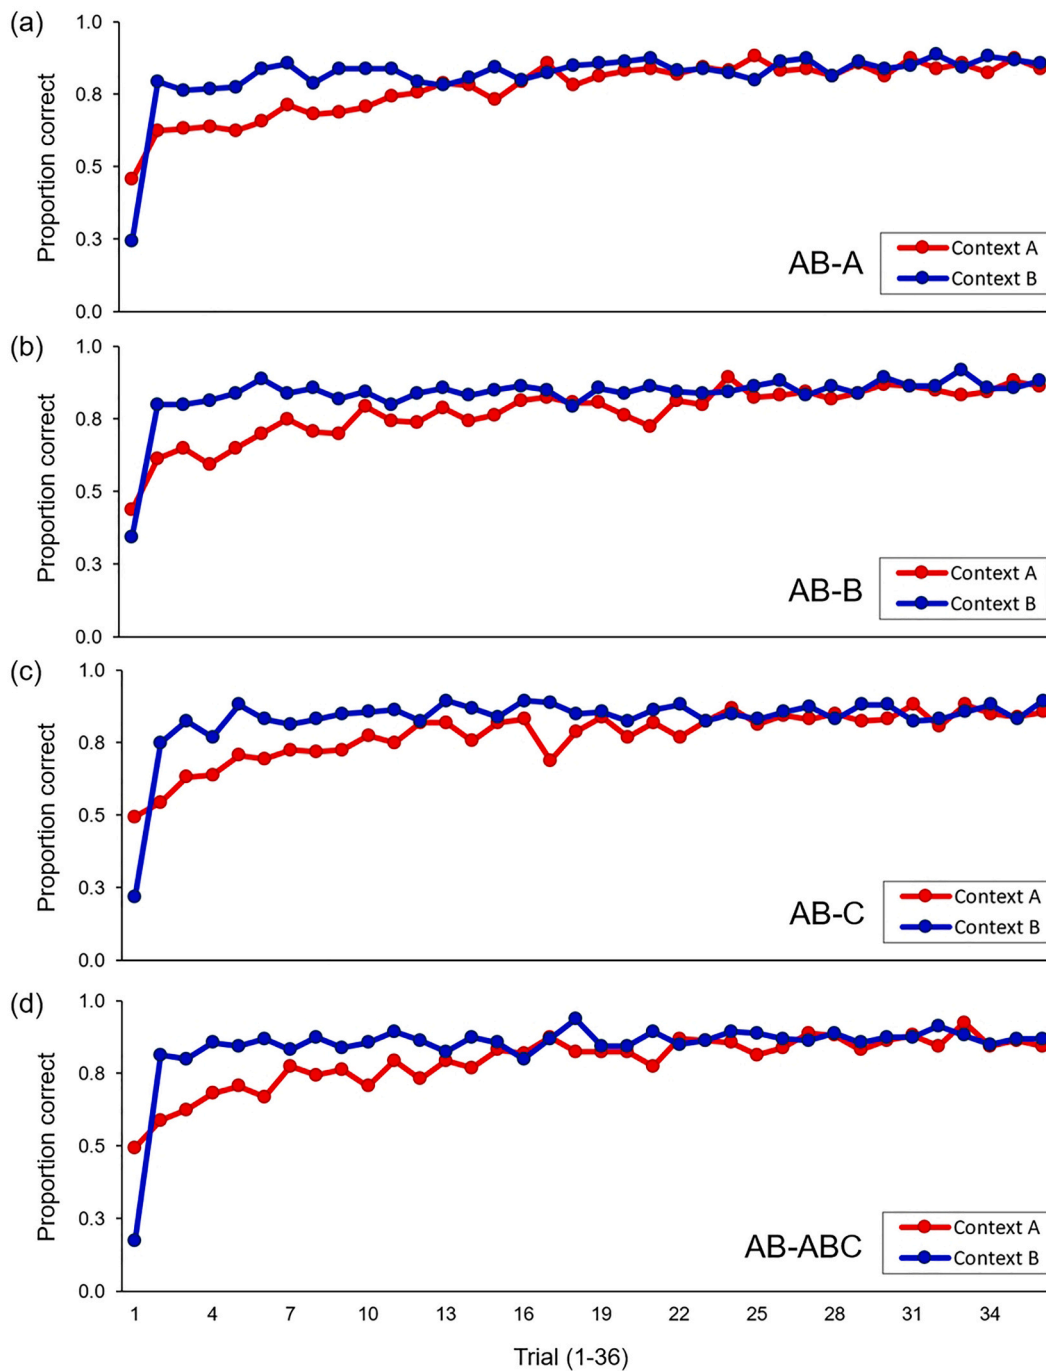 (a)
1.0
0.8
0.5
0.3
0.0
Proportion correct
AB-A
Context A
Context B
(b)
1.0
0.8
0.5
0.3
0.0
Proportion correct
AB-B
Context A
Context B
(c)
1.0
0.8
0.5
0.3
0.0
Proportion correct
AB-C
Context A
Context B
(d)
1.0
0.8
0.5
0.3
0.0
Proportion correct
AB-ABC
Context A
Context B
1 4 7 10 13 16 19 22 25 28 31 34
Trial (1-36)